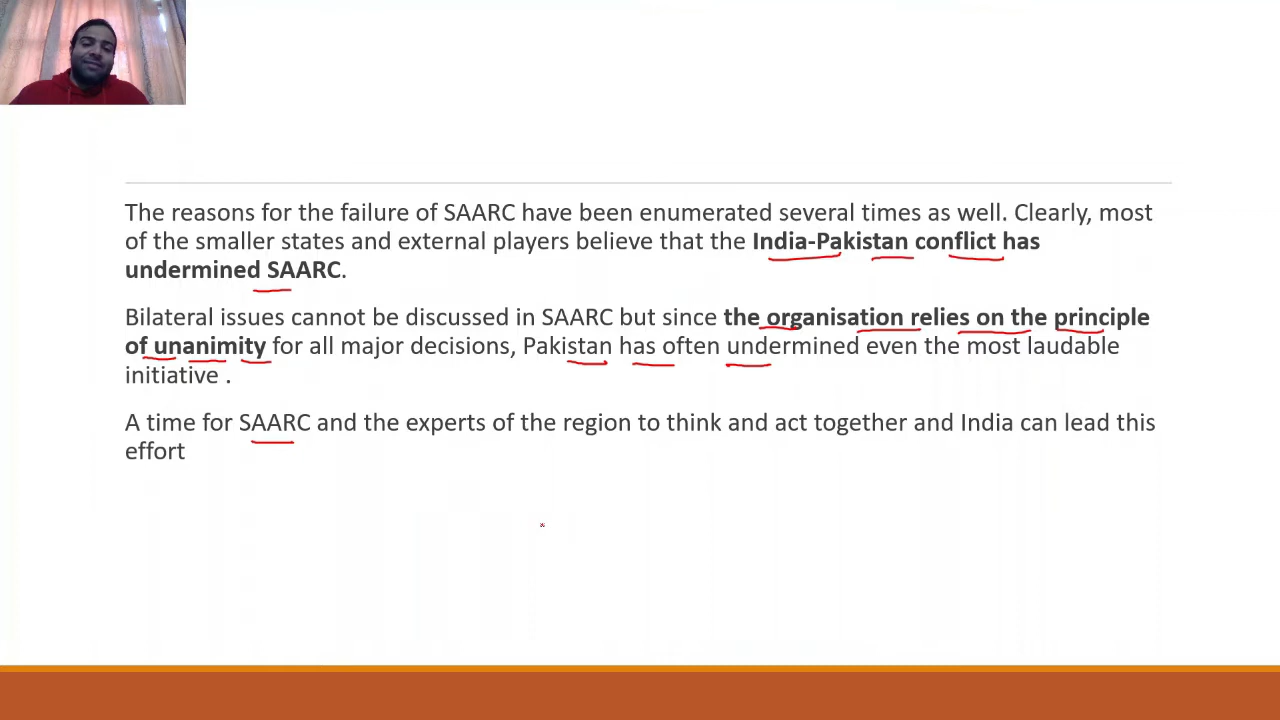 The reasons for the failure of SAARC have been enumerated several times as well. Clearly, most
of the smaller states and external players believe that the India-Pakistan conflict has
undermined SAARC.
Bilateral issues cannot be discussed in SAARC but since the organisation relies on the principle
of unanimity for all major decisions, Pakistan has often undermined even the most laudable
initiative .
A time for SAARC and the experts of the region to think and act together and India can lead this
effort